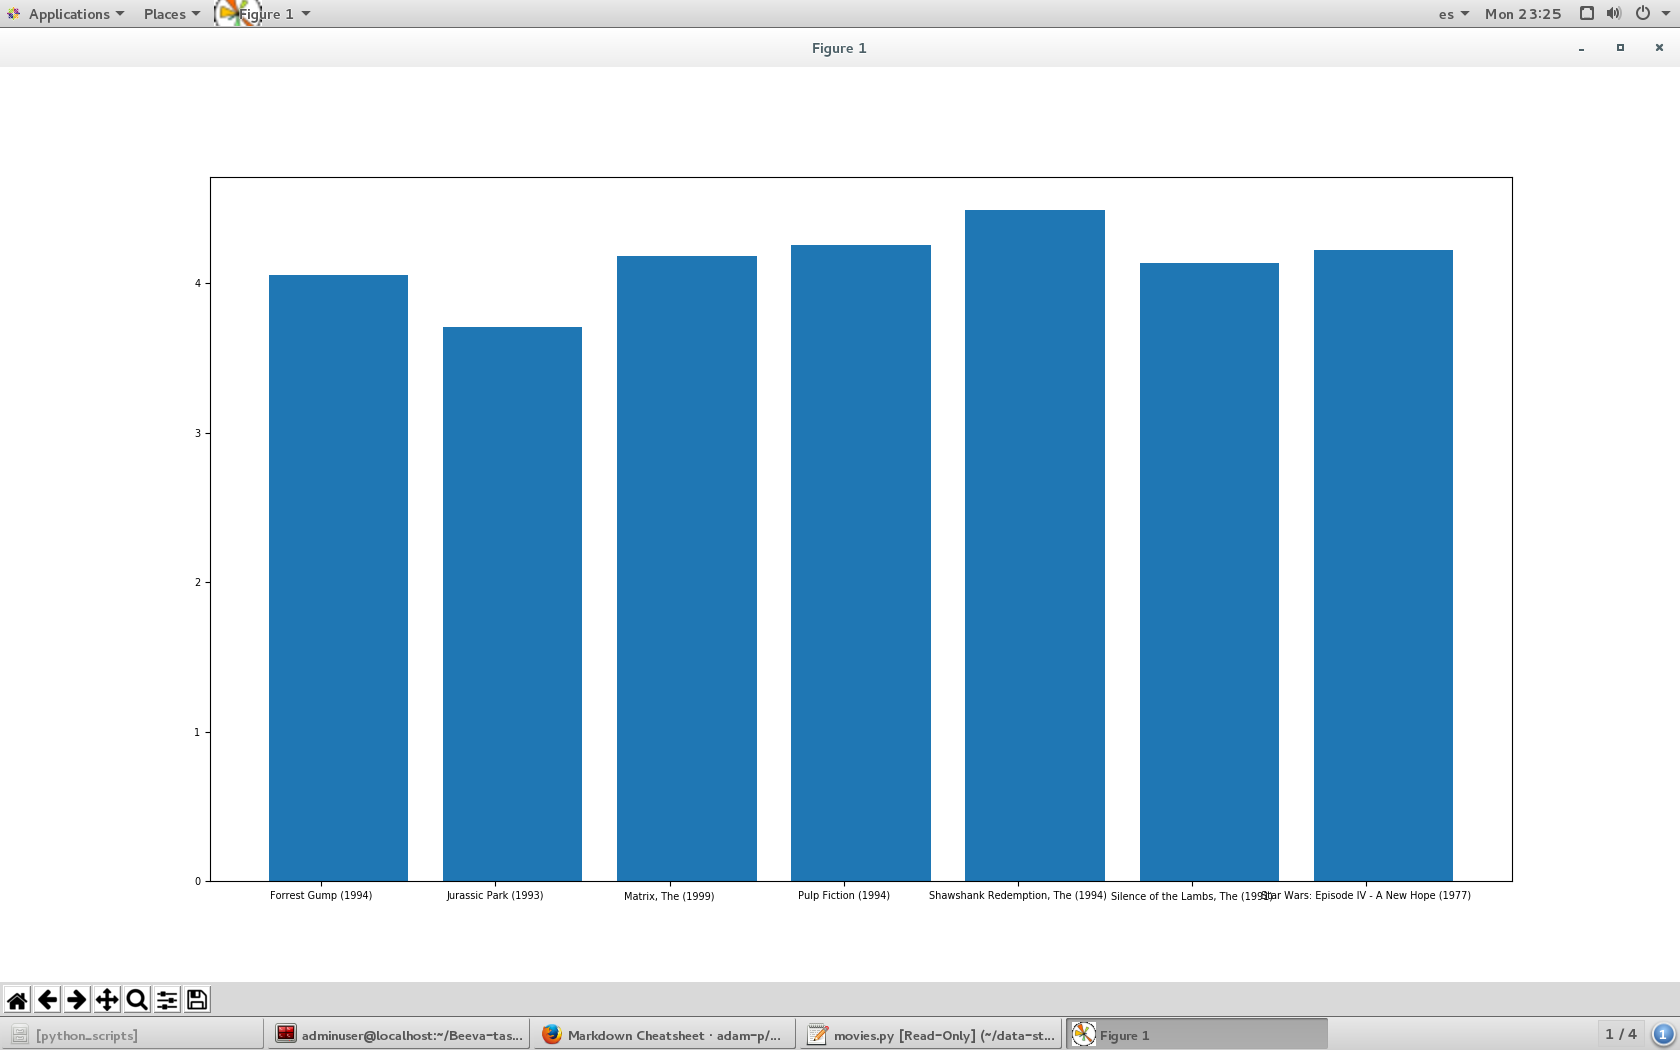 Applications Places Figure 1 es Mon 23:25
Figure 1
4
3
2
1
0
Forrest Gump (1994) Jurassic Park (1993) Matrix, The (1999) Pulp Fiction (1994) Shawshank Redemption, The (1994) Silence of the Lambs, The (1991) Star Wars: Episode IV - A New Hope (1977)
[python_scripts] adminuser@localhost:~/Beeva-tas... Markdown Cheatsheet · adam-p/... movies.py [Read-Only] (~/data-st... Figure 1 1 / 4 1